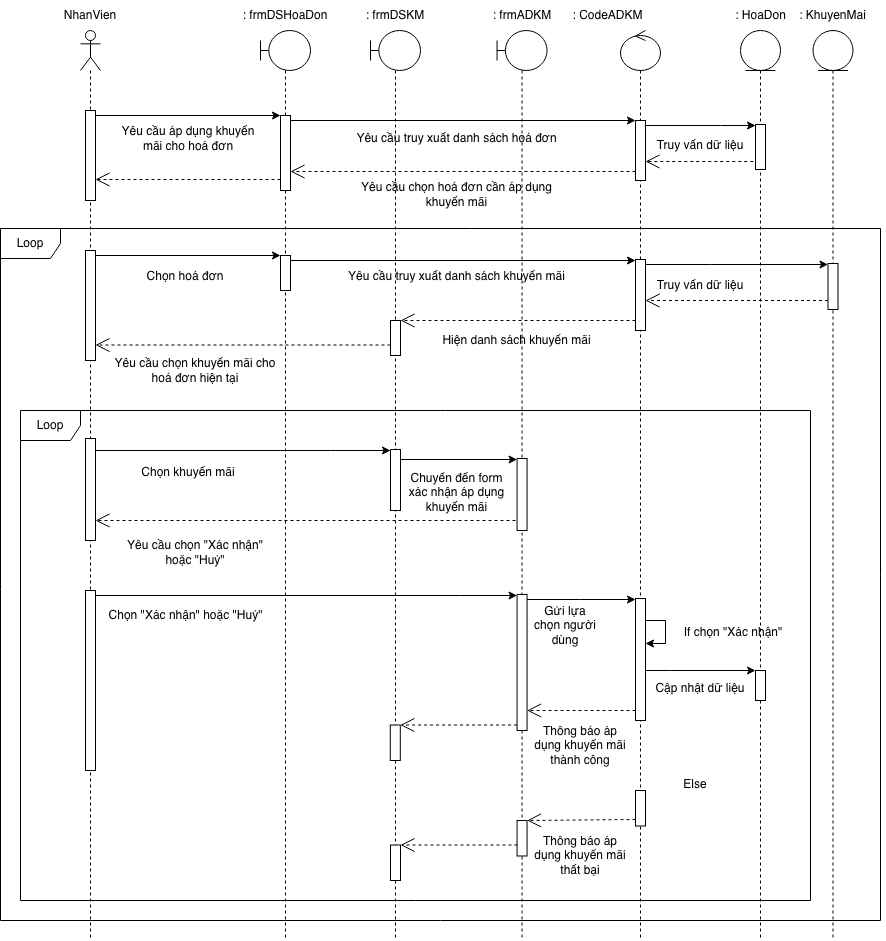 NhanVien
: frmDSHoaDon
: frmDSKM
: frmADKM
: CodeADKM
: HoaDon
: KhuyenMai
Yêu cầu áp dụng khuyến
mãi cho hoá đơn
Yêu cầu truy xuất danh sách hoá đơn
Truy vấn dữ liệu
Yêu cầu chọn hoá đơn cần áp dụng
khuyến mãi
Loop
Chọn hoá đơn
Yêu cầu truy xuất danh sách khuyến mãi
Truy vấn dữ liệu
Hiện danh sách khuyến mãi
Yêu cầu chọn khuyến mãi cho
hoá đơn hiện tại
Loop
Chọn khuyến mãi
Chuyển đến form
xác nhận áp dụng
khuyến mãi
Yêu cầu chọn "Xác nhận"
hoặc "Huỷ"
Chọn "Xác nhận" hoặc "Huỷ"
Gửi lựa
chọn người
dùng
If chọn "Xác nhận"
Cập nhật dữ liệu
Thông báo áp
dụng khuyến mãi
thành công
Else
Thông báo áp
dụng khuyến mãi
thất bại